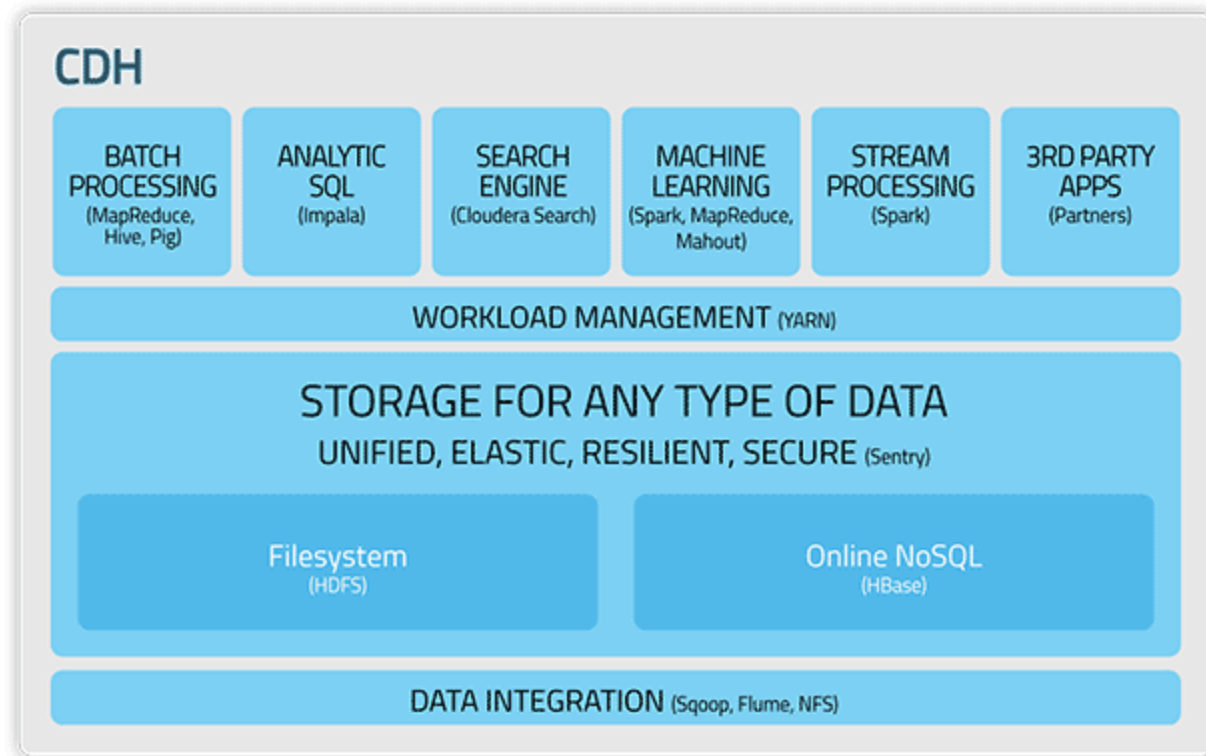 CDH
BATCH
PROCESSING
(MapReduce,
Hive, Pig)
ANALYTIC
SQL
(Impala)
SEARCH
ENGINE
(Cloudera Search)
MACHINE
LEARNING
(Spark, MapReduce,
Mahout)
STREAM
PROCESSING
(Spark)
3RD PARTY
APPS
(Partners)
WORKLOAD MANAGEMENT (YARN)
STORAGE FOR ANY TYPE OF DATA
UNIFIED, ELASTIC, RESILIENT, SECURE (Sentry)
Filesystem
(HDFS)
Online NoSQL
(HBase)
DATA INTEGRATION (Sqoop, Flume, NFS)